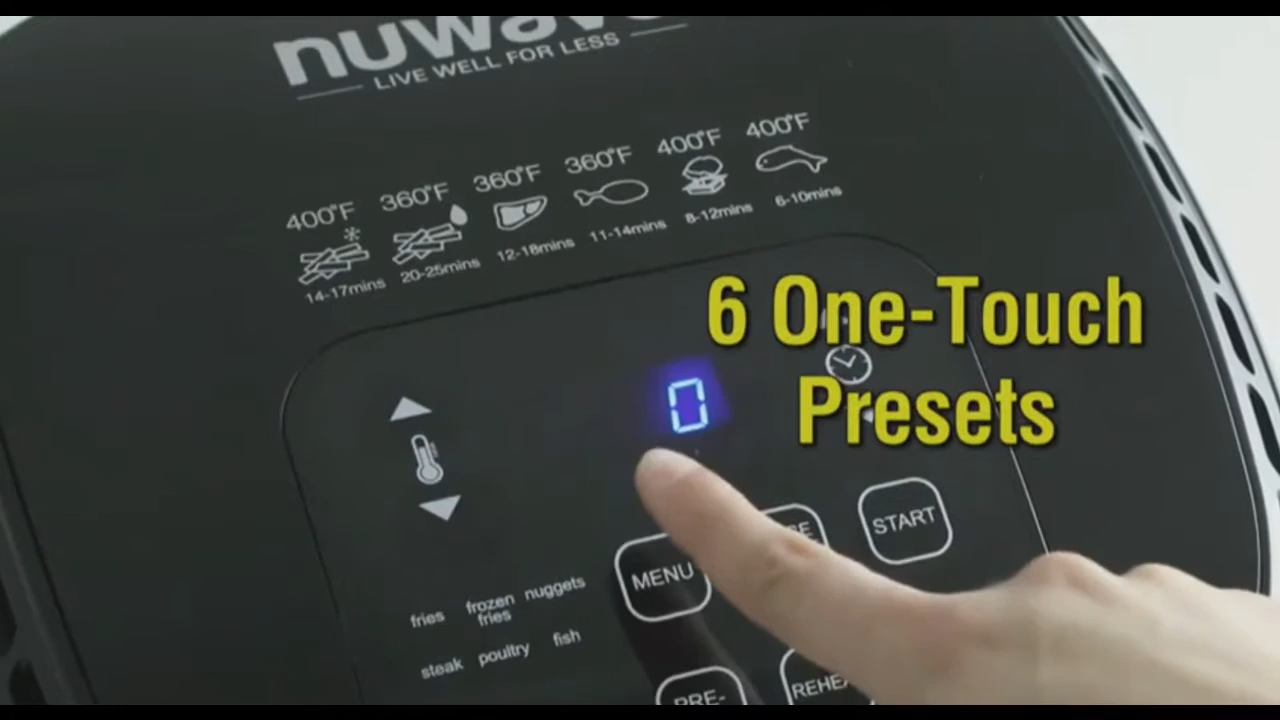 nuwave
LIVE WELL FOR LESS
400°F 360°F 360°F 360°F 400°F 400°F
14-17mins 20-25mins 12-18mins 11-14mins 8-12mins 6-10mins
6 One-Touch
Presets
0
START
MENU
fries frozen fries nuggets
steak poultry fish
PRE-